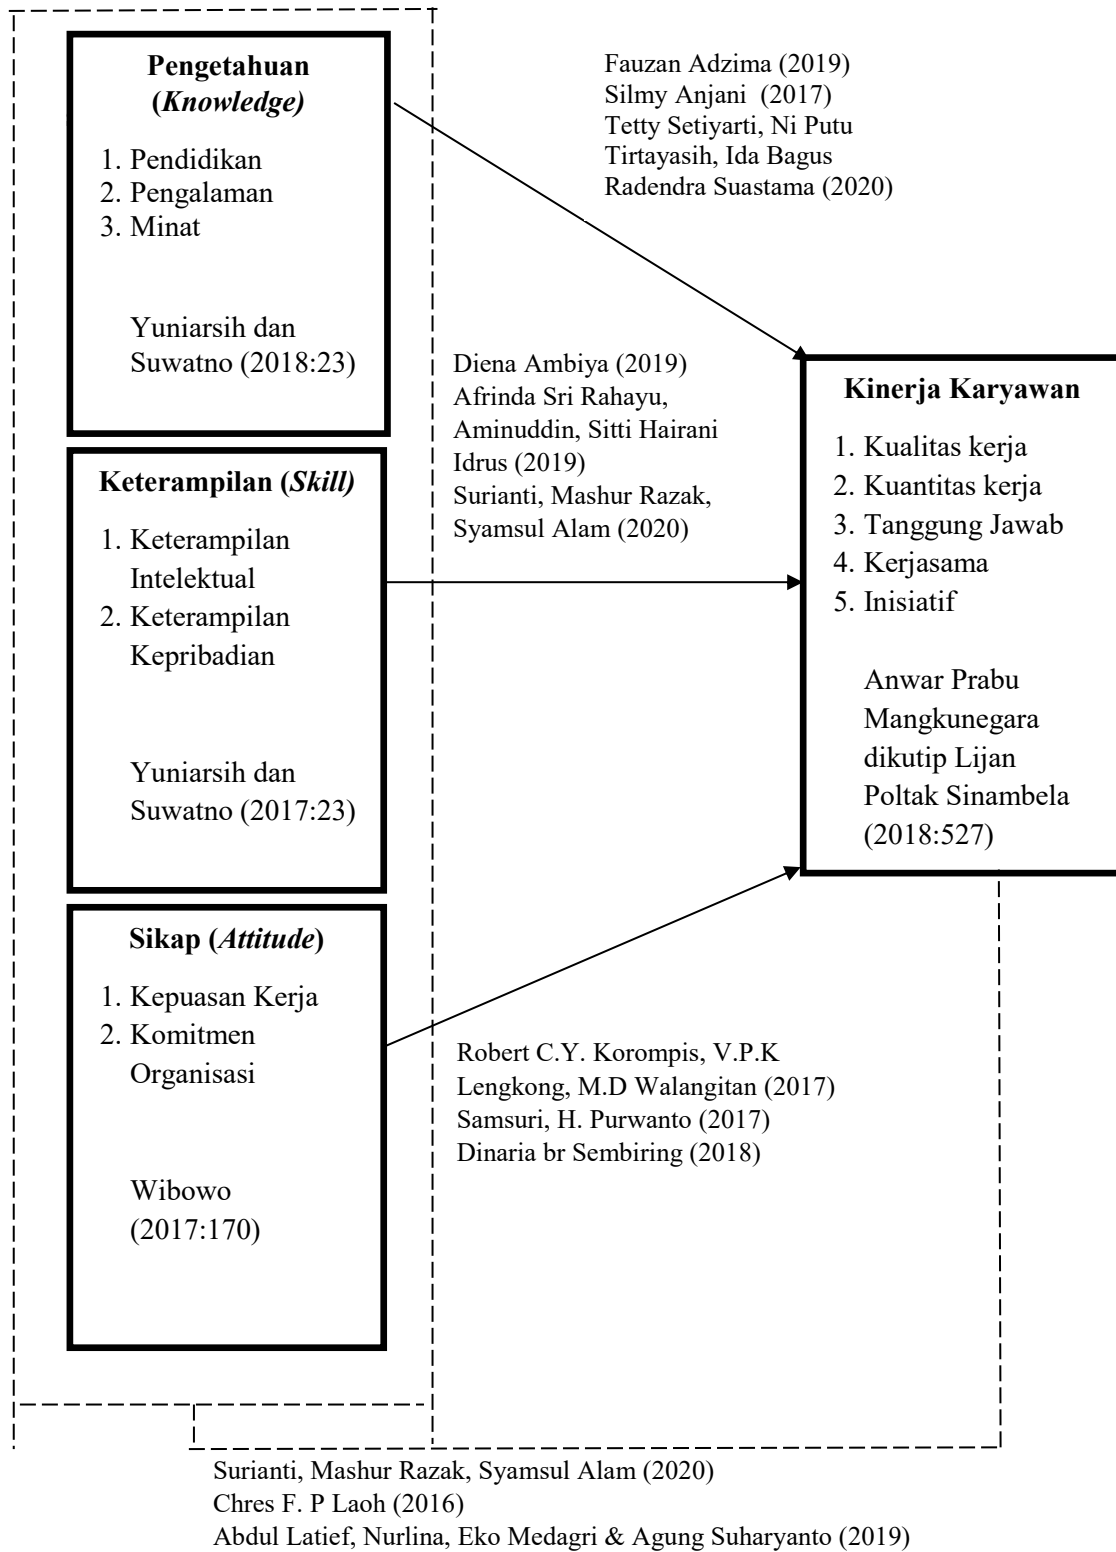 Pengetahuan
(Knowledge)
1. Pendidikan
2. Pengalaman
3. Minat
Yuniarsih dan
Suwatno (2018:23)
Fauzan Adzima (2019)
Silmy Anjani (2017)
Tetty Setiyarti, Ni Putu
Tirtayasih, Ida Bagus
Radendra Suastama (2020)
Keterampilan (Skill)
1. Keterampilan
Intelektual
2. Keterampilan
Kepribadian
Yuniarsih dan
Suwatno (2017:23)
Diena Ambiya (2019)
Afrinda Sri Rahayu,
Aminuddin, Sitti Hairani
Idrus (2019)
Surianti, Mashur Razak,
Syamsul Alam (2020)
Kinerja Karyawan
1. Kualitas kerja
2. Kuantitas kerja
3. Tanggung Jawab
4. Kerjasama
5. Inisiatif
Anwar Prabu
Mangkunegara
dikutip Lijan
Poltak Sinambela
(2018:527)
Sikap (Attitude)
1. Kepuasan Kerja
2. Komitmen
Organisasi
Wibowo
(2017:170)
Robert C.Y. Korompis, V.P.K
Lengkong, M.D Walangitan (2017)
Samsuri, H. Purwanto (2017)
Dinaria br Sembiring (2018)
Surianti, Mashur Razak, Syamsul Alam (2020)
Chres F. P Laoh (2016)
Abdul Latief, Nurlina, Eko Medagri & Agung Suharyanto (2019)